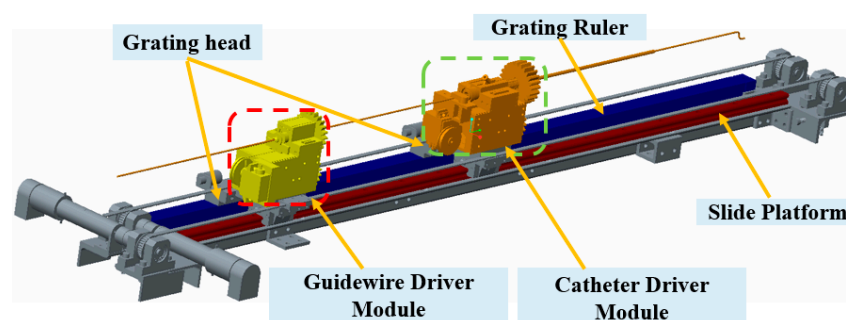 Grating head
Grating Ruler
Slide Platform
Guidewire Driver
Module
Catheter Driver
Module